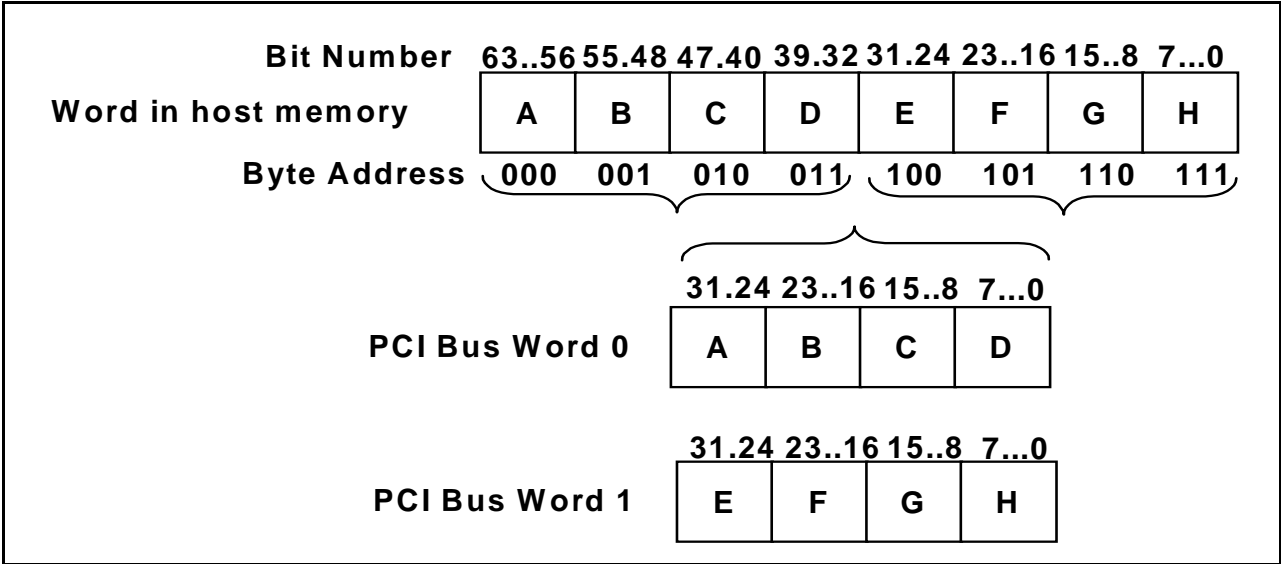 Bit Number 63..56 55.48 47.40 39.32 31.24 23..16 15..8 7...0
Word in host memory A B C D E F G H
Byte Address 000 001 010 011 100 101 110 111
31.24 23..16 15..8 7...0
PCI Bus Word 0 A B C D
31.24 23..16 15..8 7...0
PCI Bus Word 1 E F G H